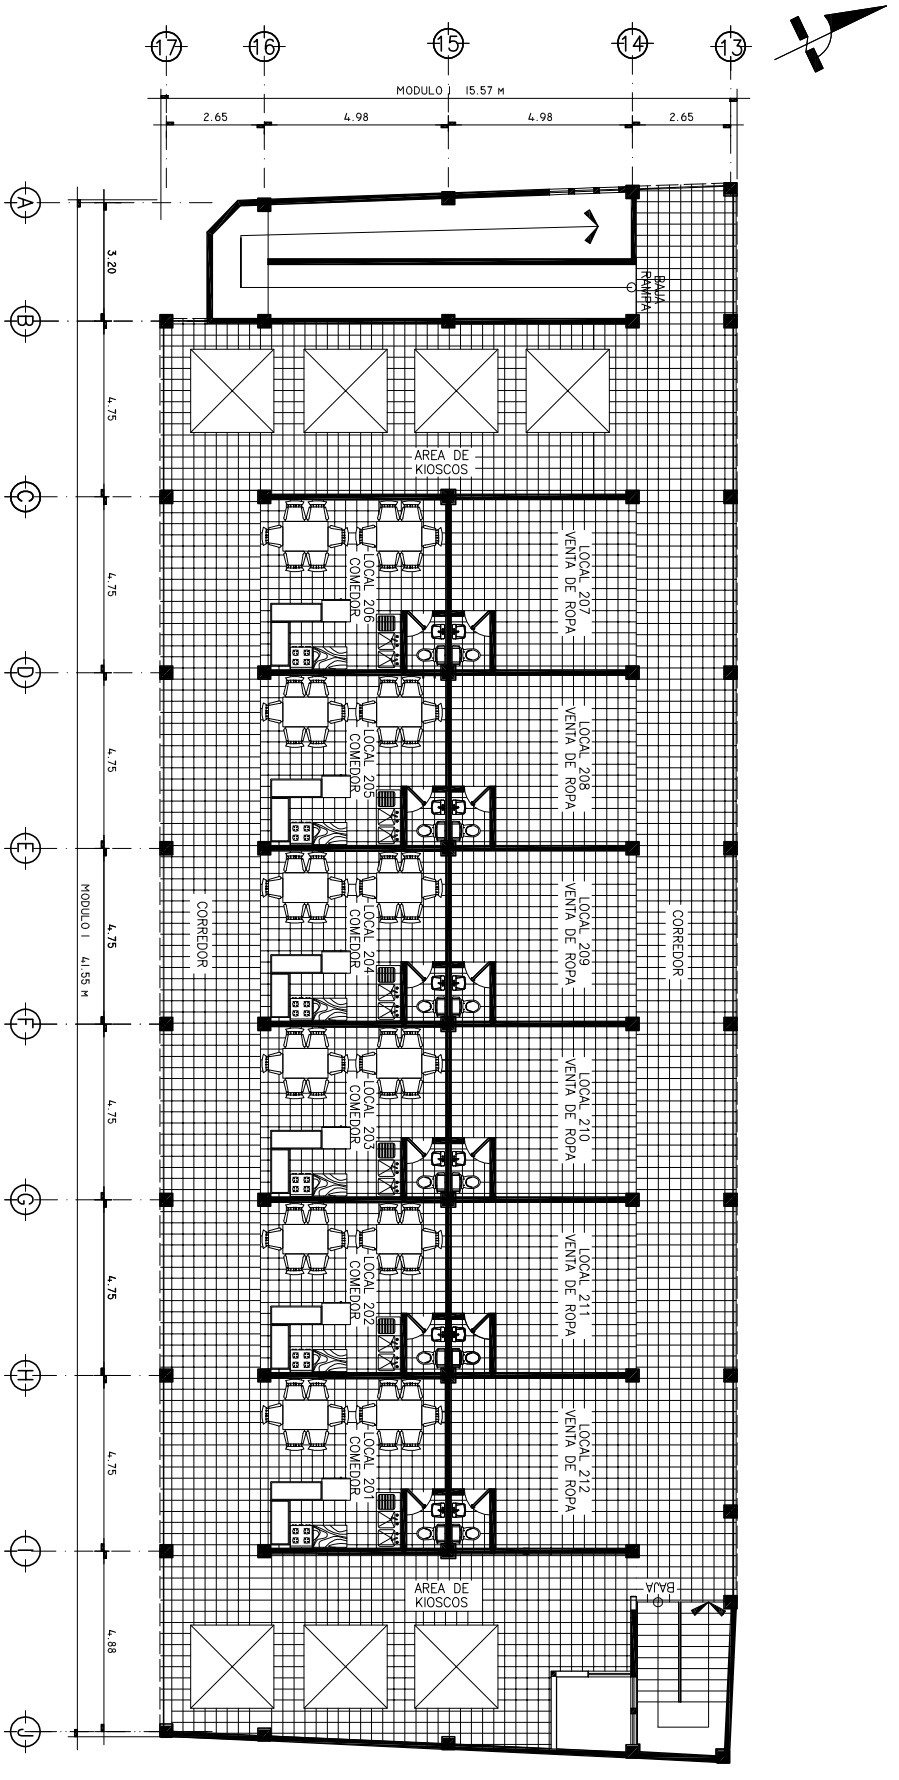 17
16
15
14
13
MODULO I 15.57 M
2.65
4.98
4.98
2.65
A
3.20
BAJA
RAMPA
B
4.75
AREA DE
KIOSCOS
C
4.75
LOCAL 206
COMEDOR
LOCAL 207
VENTA DE ROPA
D
4.75
LOCAL 205
COMEDOR
LOCAL 208
VENTA DE ROPA
E
MODULO I 41.55 M
4.75
CORREDOR
LOCAL 204
COMEDOR
LOCAL 209
VENTA DE ROPA
CORREDOR
F
4.75
LOCAL 203
COMEDOR
LOCAL 210
VENTA DE ROPA
G
4.75
LOCAL 202
COMEDOR
LOCAL 211
VENTA DE ROPA
H
4.75
LOCAL 201
COMEDOR
LOCAL 212
VENTA DE ROPA
I
AREA DE
KIOSCOS
BAJA
4.88
J